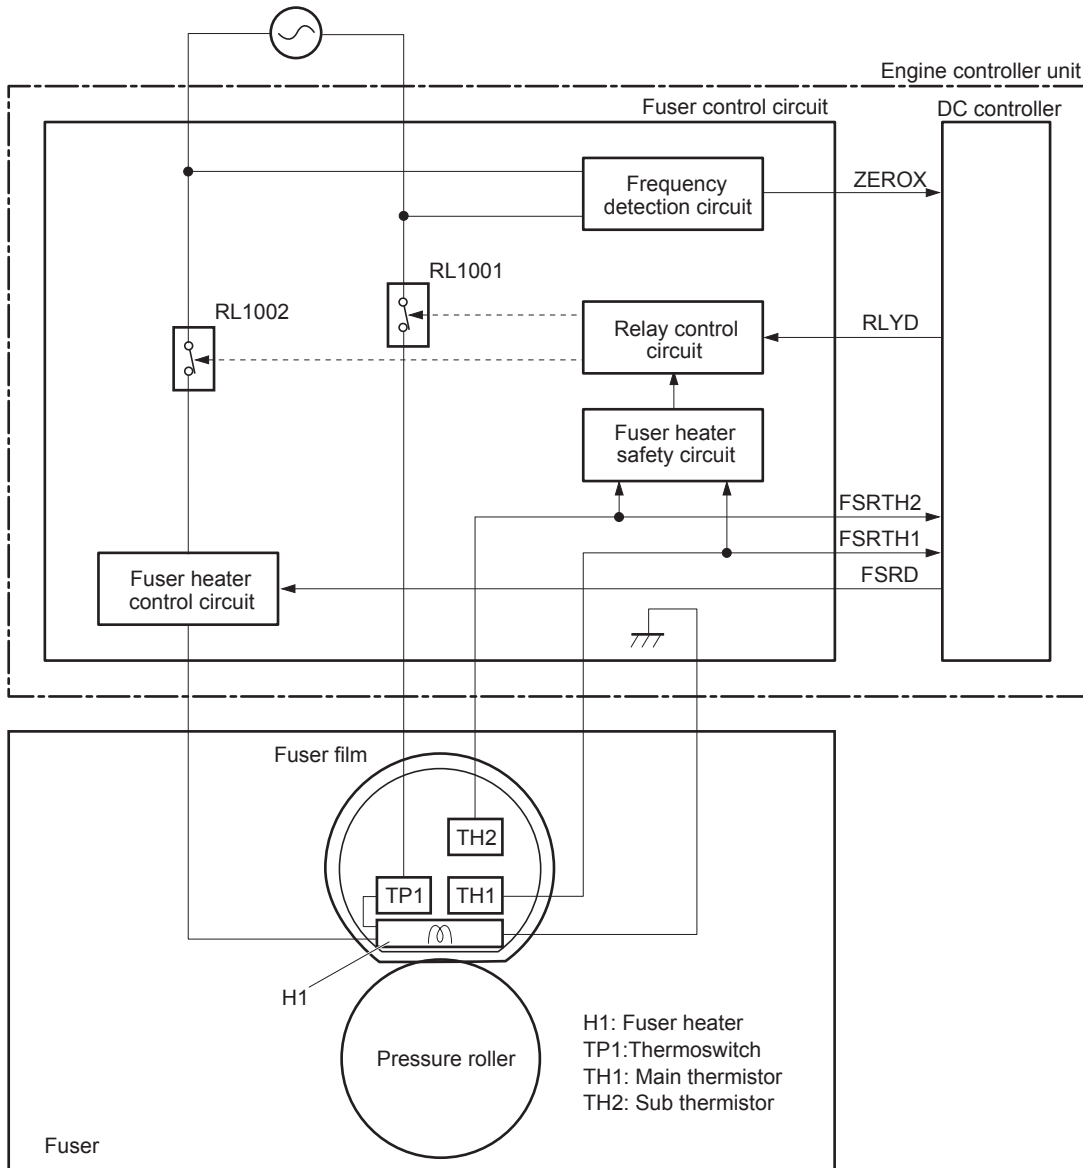 Engine controller unit
Fuser control circuit
DC controller
Frequency
detection circuit
ZEROX
RL1001
RL1002
Relay control
circuit
RLYD
Fuser heater
safety circuit
FSRTH2
FSRTH1
FSRD
Fuser heater
control circuit
Fuser film
TH2
TP1
TH1
H1
Pressure roller
H1: Fuser heater
TP1:Thermoswitch
TH1: Main thermistor
TH2: Sub thermistor
Fuser